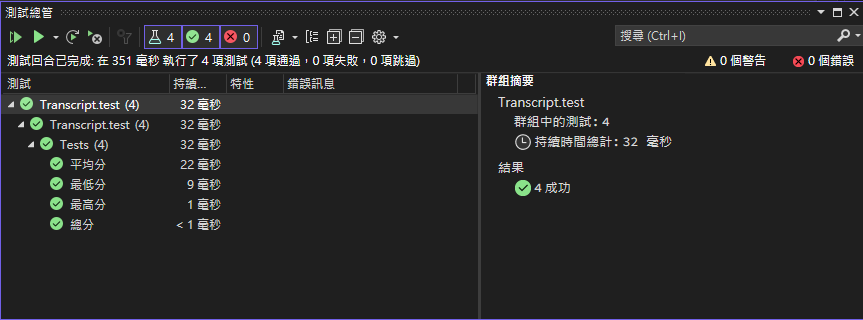 測試總管
4 4 0
搜尋 (Ctrl+I)
測試回合已完成: 在 351 毫秒 執行了 4 項測試 (4 項通過，0 項失敗，0 項跳過)
0 個警告
0 個錯誤
測試 持續... 特性 錯誤訊息
Transcript.test (4) 32 毫秒
Transcript.test (4) 32 毫秒
Tests (4) 32 毫秒
平均分 22 毫秒
最低分 9 毫秒
最高分 1 毫秒
總分 < 1 毫秒
群組摘要
Transcript.test
群組中的測試: 4
持續時間總計: 32 毫秒
結果
4 成功